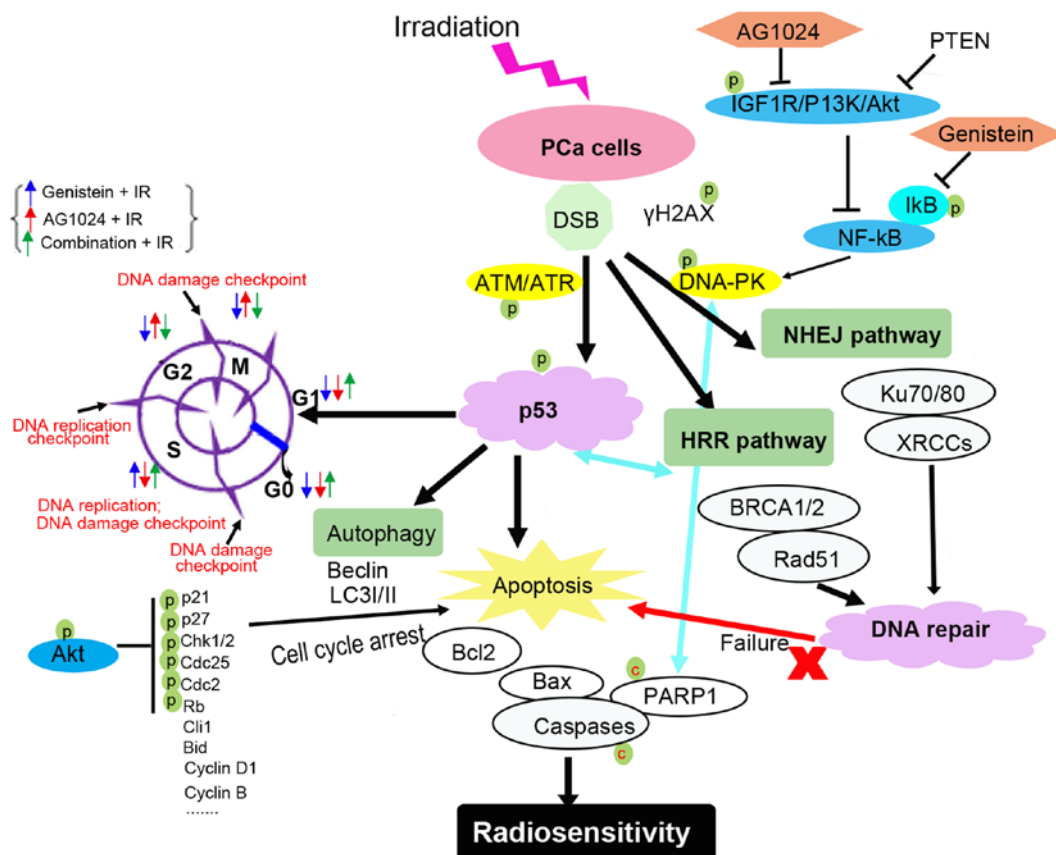 Irradiation
AG1024
PTEN
p
IGF1R/P13K/Akt
Genistein
PCa cells
IkB
p
NF-kB
Genistein + IR
AG1024 + IR
Combination + IR
DSB
p
γH2AX
ATM/ATR
p
p
DNA-PK
NHEJ pathway
DNA damage checkpoint
G2
M
G1
S
G0
DNA replication
checkpoint
DNA replication;
DNA damage checkpoint
DNA damage
checkpoint
p
p53
HRR pathway
Ku70/80
XRCCs
BRCA1/2
Rad51
Autophagy
Beclin
LC3I/II
Apoptosis
DNA repair
Failure
X
p
Akt
p p21
p p27
p Chk1/2
p Cdc25
p Cdc2
p Rb
Cli1
Bid
Cyclin D1
Cyclin B
.......
Cell cycle arrest
Bcl2
Bax
c
PARP1
Caspases
c
Radiosensitivity